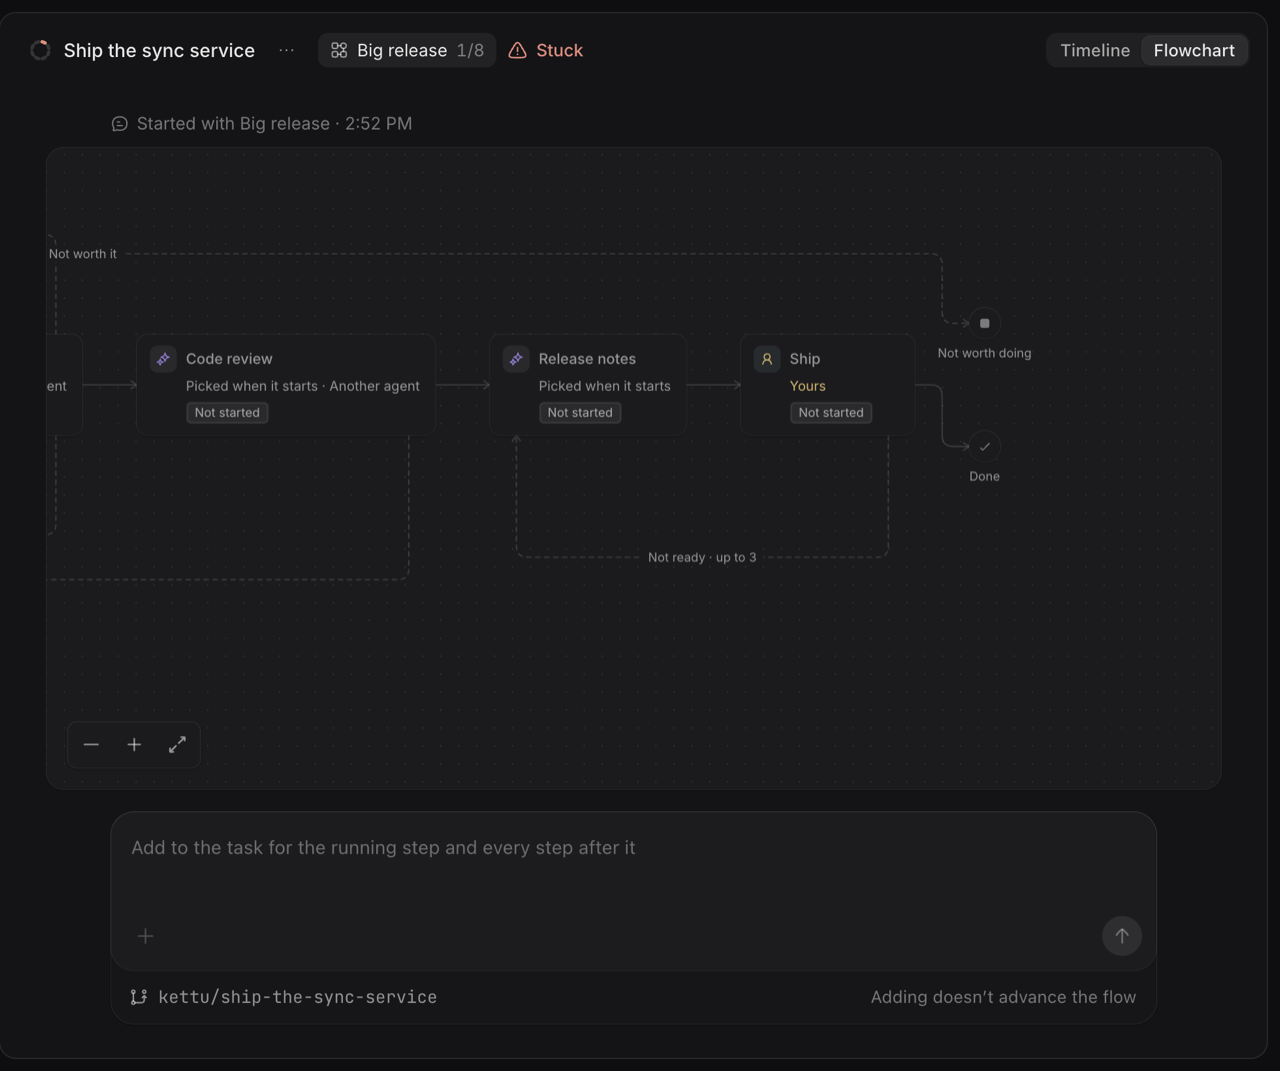 Ship the sync service ··· Big release 1/8 Stuck Timeline Flowchart
Started with Big release · 2:52 PM
Not worth it
Not worth doing
ent
Code review
Picked when it starts · Another agent
Not started
Release notes
Picked when it starts
Not started
Ship
Yours
Not started
Done
Not ready · up to 3
Add to the task for the running step and every step after it
kettu/ship-the-sync-service
Adding doesn’t advance the flow